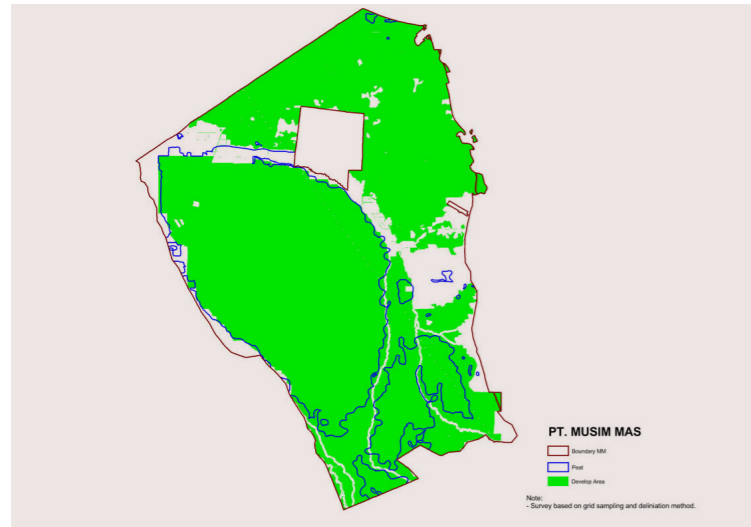 PT. MUSIM MAS
Boundary MM
Peat
Develop Area
Note:
- Survey based on grid sampling and deliniation method.